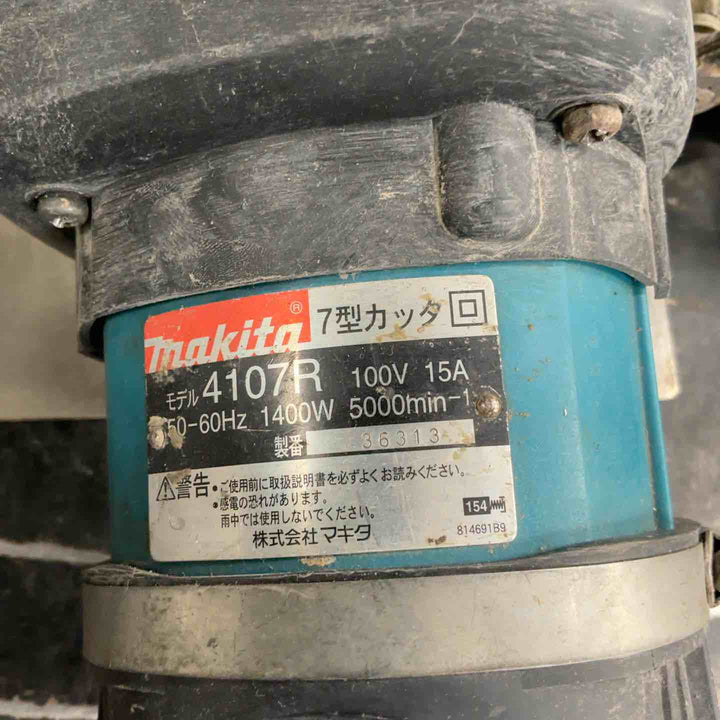 makita® 7型カッタ
モデル 4107R 100V 15A
50-60Hz 1400W 5000min-1
製番 36313
警告・ご使用前に取扱説明書を必ずよくお読みください。
・感電の恐れがあります。
雨中では使用しないでください。
株式会社マキタ
154
814691B9